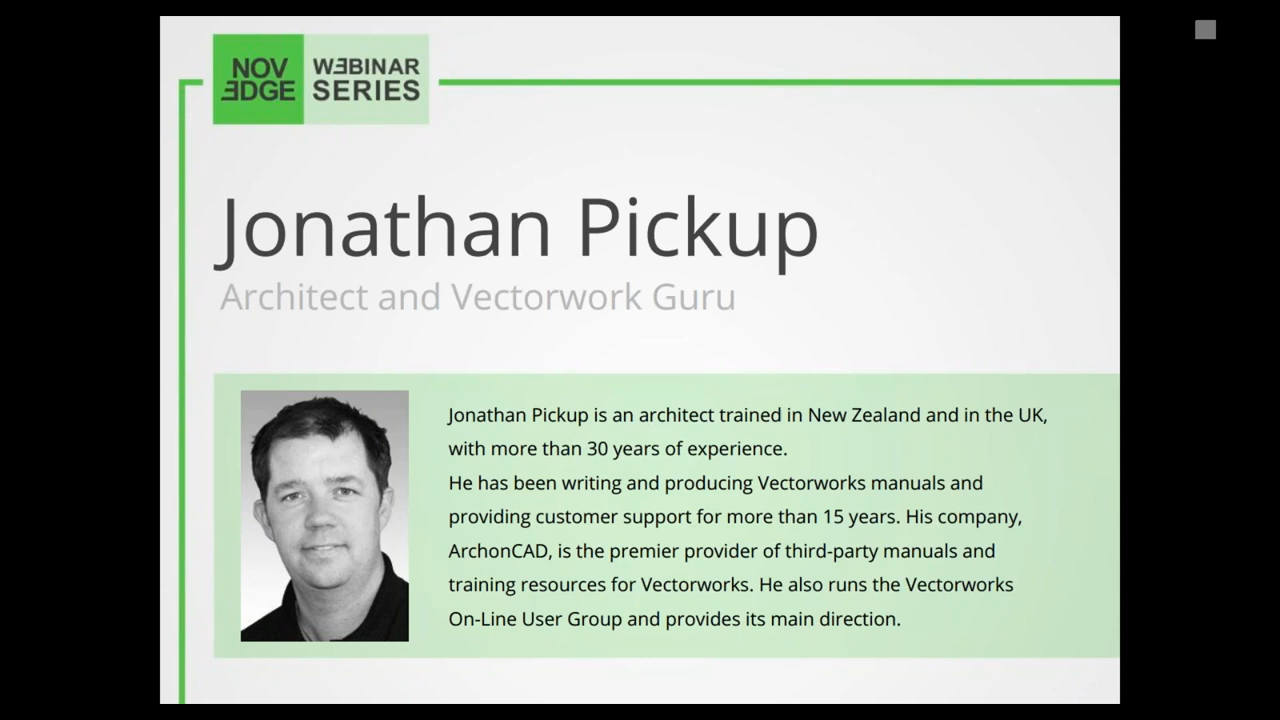 NOV
EDGE
WEBINAR
SERIES
Jonathan Pickup
Architect and Vectorwork Guru
Jonathan Pickup is an architect trained in New Zealand and in the UK,
with more than 30 years of experience.
He has been writing and producing Vectorworks manuals and
providing customer support for more than 15 years. His company,
ArchonCAD, is the premier provider of third-party manuals and
training resources for Vectorworks. He also runs the Vectorworks
On-Line User Group and provides its main direction.